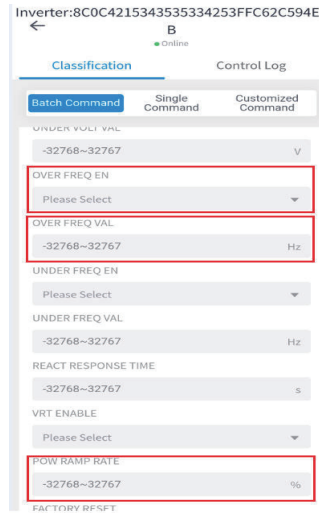 Inverter:8C0C4215343535334253FFC62C594E
B
Online
Classification Control Log
Batch Command Single Command Customized Command
UNDER VOLT VAL
-32768~32767 V
OVER FREQ EN
Please Select
OVER FREQ VAL
-32768~32767 Hz
UNDER FREQ EN
Please Select
UNDER FREQ VAL
-32768~32767 Hz
REACT RESPONSE TIME
-32768~32767 s
VRT ENABLE
Please Select
POW RAMP RATE
-32768~32767 %
FACTORY RESET